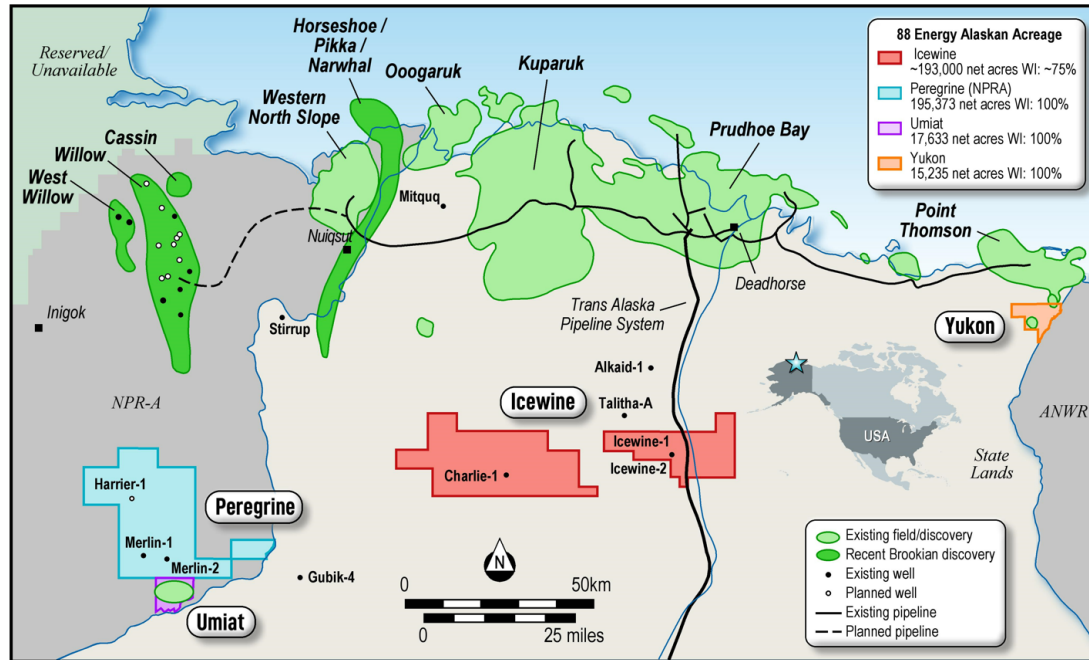 Reserved/
Unavailable
Horseshoe /
Pikka /
Narwhal
Ooogaruk
Kuparuk
Western
North Slope
Prudhoe Bay
88 Energy Alaskan Acreage
Icewine
~193,000 net acres WI: ~75%
Peregrine (NPRA)
195,373 net acres WI: 100%
Umiat
17,633 net acres WI: 100%
Yukon
15,235 net acres WI: 100%
Cassin
Willow
West
Willow
Mitquq
Nuiqsut
Point
Thomson
Deadhorse
Inigok
Stirrup
Trans Alaska
Pipeline System
Yukon
Alkaid-1
NPR-A
Icewine
Talitha-A
ANWR
USA
Icewine-1
Icewine-2
Charlie-1
State
Lands
Harrier-1
Peregrine
Merlin-1
Merlin-2
Gubik-4
Umiat
N
0
50km
0
25 miles
Existing field/discovery
Recent Brookian discovery
Existing well
Planned well
Existing pipeline
Planned pipeline